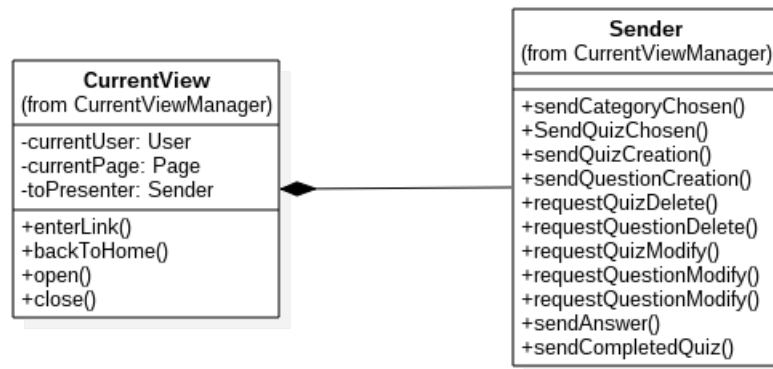 CurrentView
(from CurrentViewManager)
-currentUser: User
-currentPage: Page
-toPresenter: Sender
+enterLink()
+backToHome()
+open()
+close()
Sender
(from CurrentViewManager)
+sendCategoryChosen()
+SendQuizChosen()
+sendQuizCreation()
+sendQuestionCreation()
+requestQuizDelete()
+requestQuestionDelete()
+requestQuizModify()
+requestQuestionModify()
+requestQuestionModify()
+sendAnswer()
+sendCompletedQuiz()